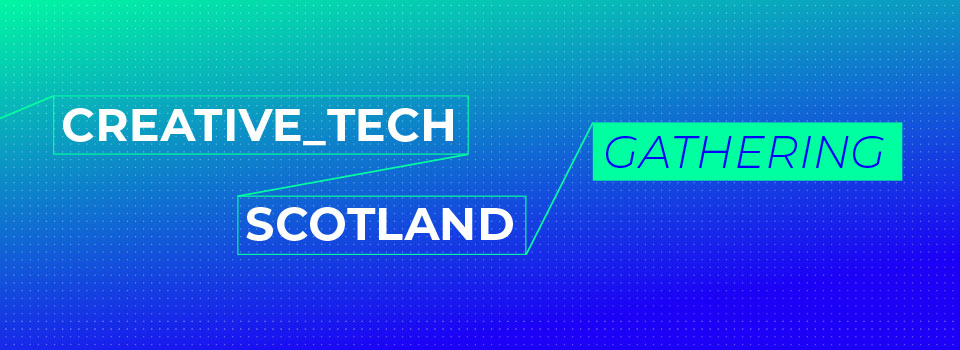 CREATIVE_TECH
SCOTLAND
GATHERING